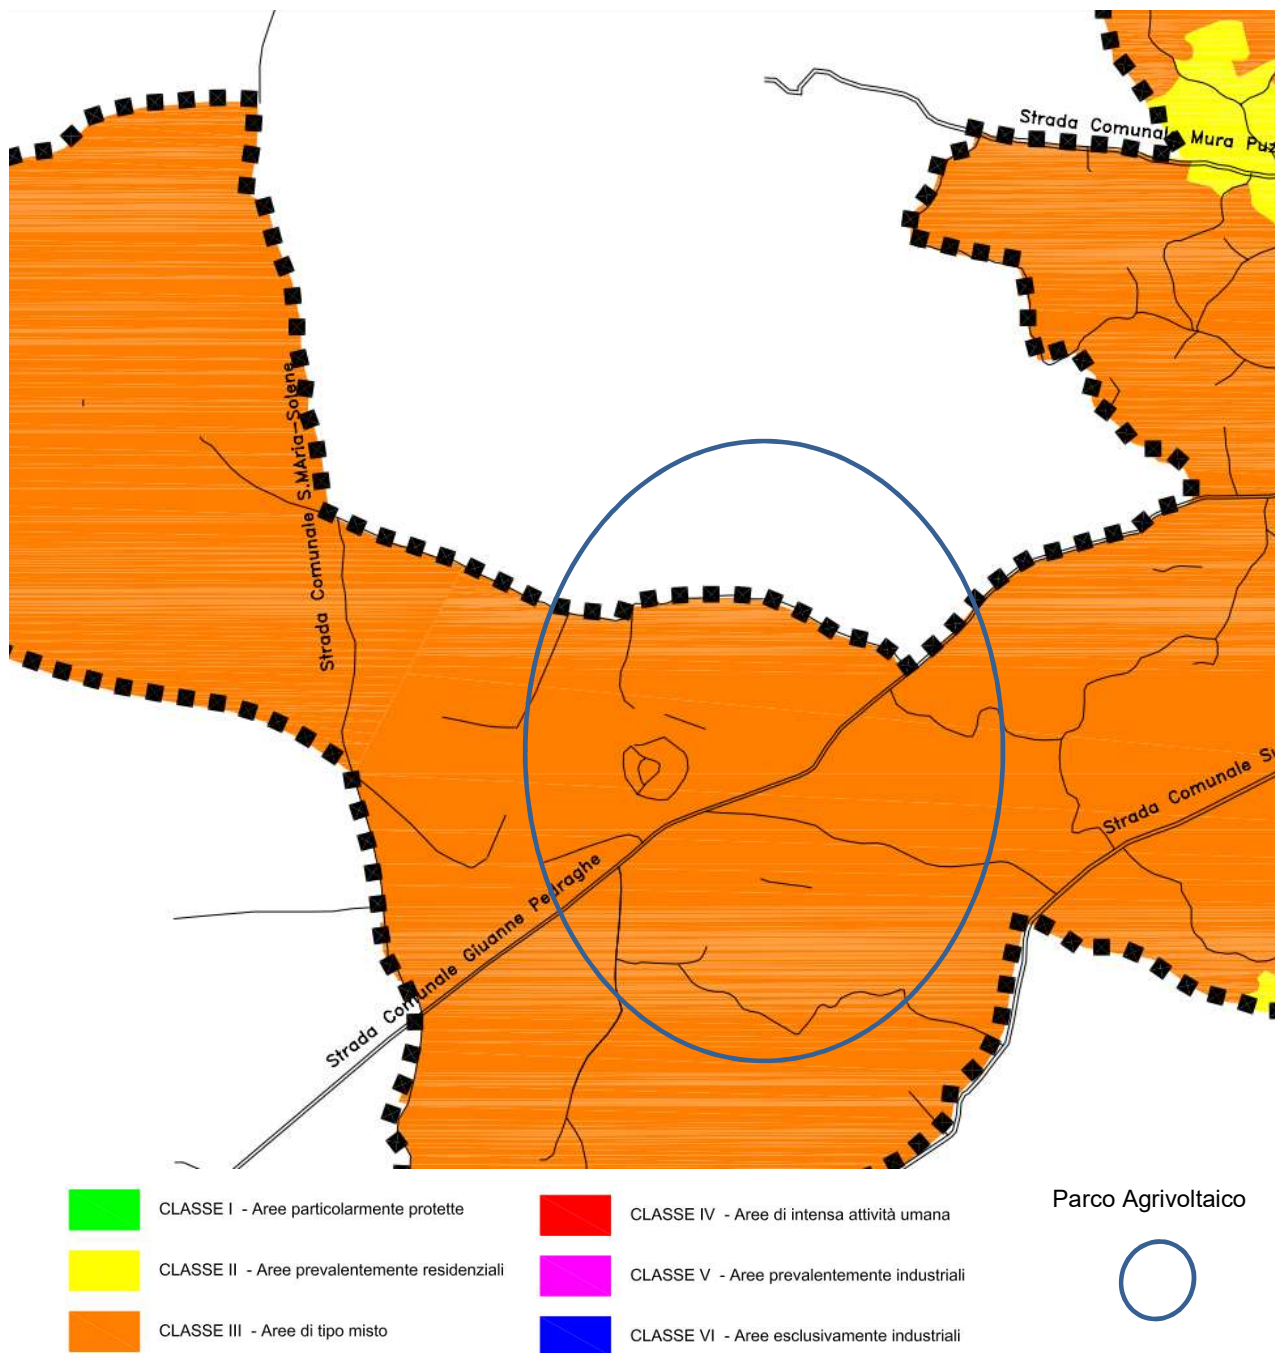 Strada Comunale Mura Puz
Strada Comunale S.MAria-Solene
Strada Comunale Su
Strada Comunale Giuanne Pedraghe
CLASSE I - Aree particolarmente protette
CLASSE II - Aree prevalentemente residenziali
CLASSE III - Aree di tipo misto
CLASSE IV - Aree di intensa attività umana
CLASSE V - Aree prevalentemente industriali
CLASSE VI - Aree esclusivamente industriali
Parco Agrivoltaico